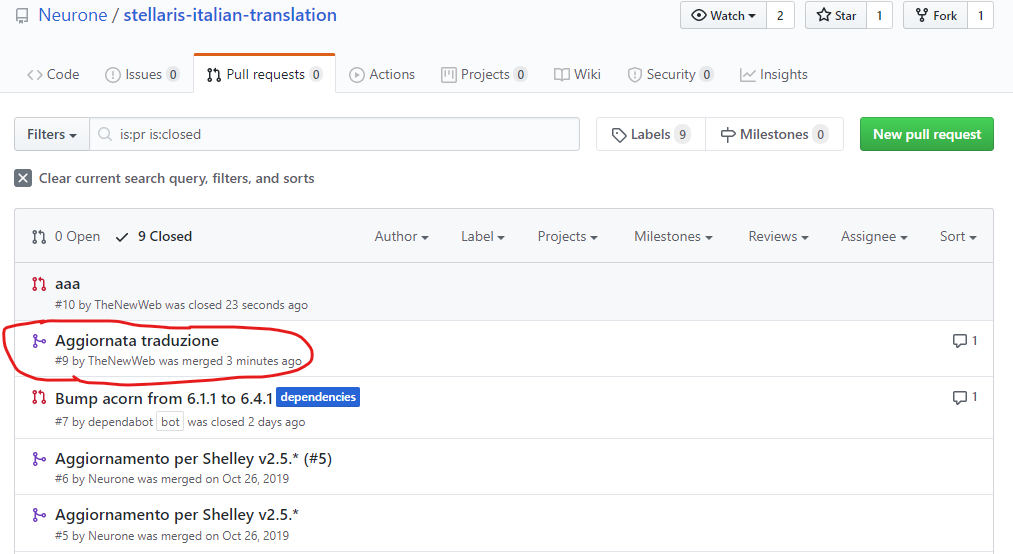 Neurone / stellaris-italian-translation
Watch 2 Star 1 Fork 1
Code Issues 0 Pull requests 0 Actions Projects 0 Wiki Security 0 Insights
Filters is:pr is:closed Labels 9 Milestones 0 New pull request
Clear current search query, filters, and sorts
0 Open 9 Closed Author Label Projects Milestones Reviews Assignee Sort
aaa
#10 by TheNewWeb was closed 23 seconds ago
Aggiornata traduzione 1
#9 by TheNewWeb was merged 3 minutes ago
Bump acorn from 6.1.1 to 6.4.1 dependencies 1
#7 by dependabot bot was closed 2 days ago
Aggiornamento per Shelley v2.5.* (#5)
#6 by Neurone was merged on Oct 26, 2019
Aggiornamento per Shelley v2.5.*
#5 by Neurone was merged on Oct 26, 2019